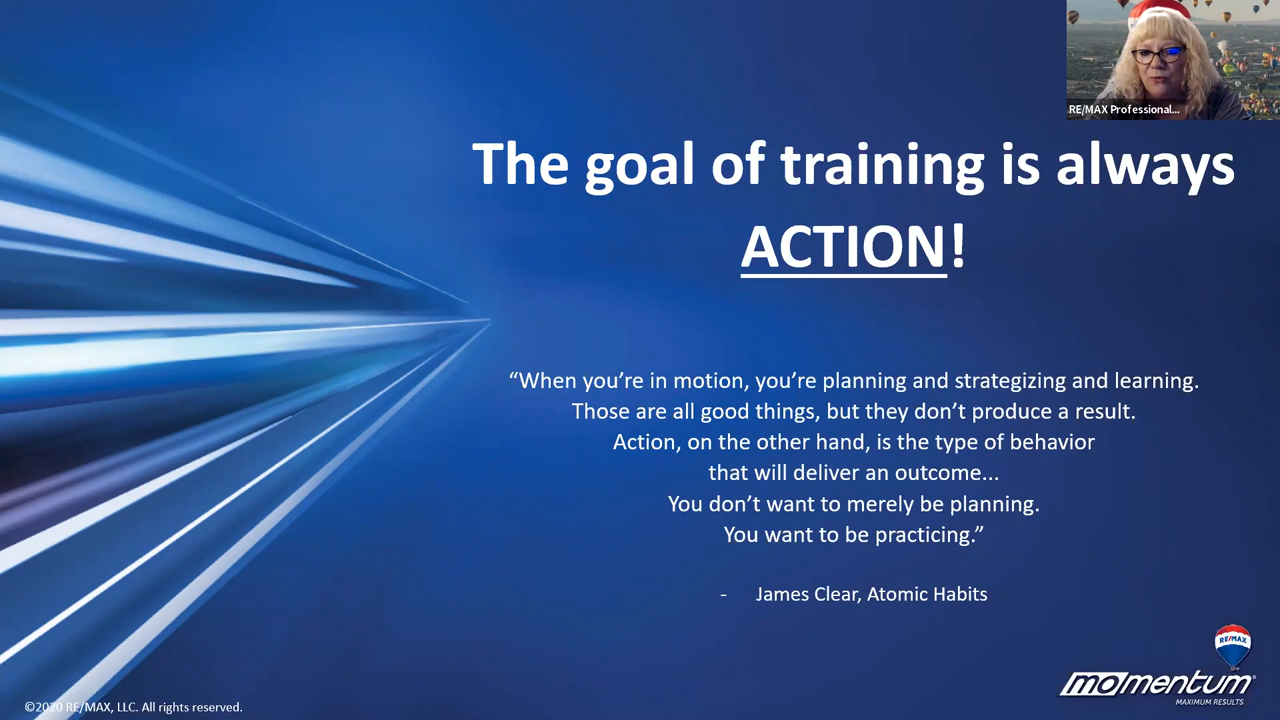 RE/MAX Professional...
The goal of training is always
ACTION!
“When you’re in motion, you’re planning and strategizing and learning.
Those are all good things, but they don’t produce a result.
Action, on the other hand, is the type of behavior
that will deliver an outcome...
You don’t want to merely be planning.
You want to be practicing.”
- James Clear, Atomic Habits
RE/MAX
momentum®
MAXIMUM RESULTS
©2020 RE/MAX, LLC. All rights reserved.